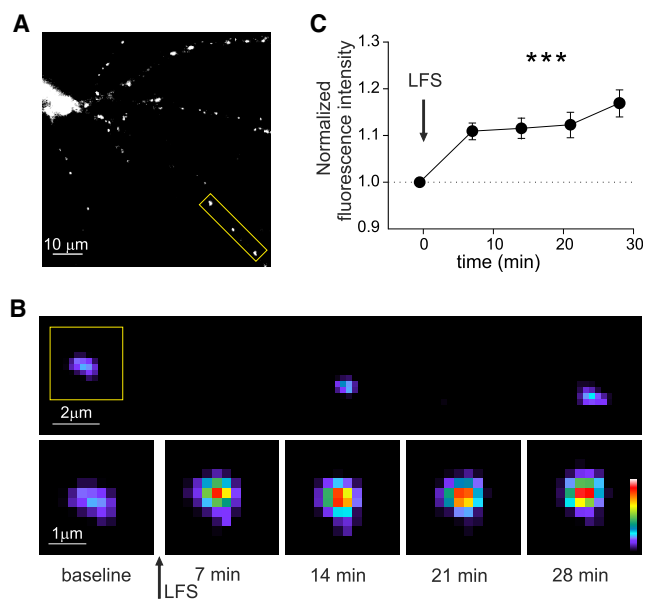 A
10 μm
C
Normalized
fluorescence intensity
1.3
1.2
1.1
1.0
0.9
LFS
***
0 10 20 30
time (min)
B
2μm
1μm
baseline 7 min 14 min 21 min 28 min
LFS